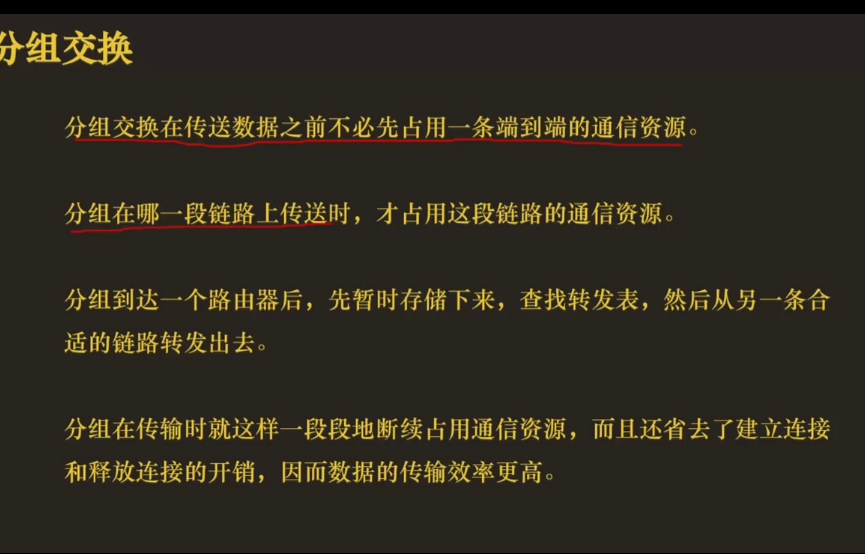 分组交换
分组交换在传送数据之前不必先占用一条端到端的通信资源。
分组在哪一段链路上传送时，才占用这段链路的通信资源。
分组到达一个路由器后，先暂时存储下来，查找转发表，然后从另一条合
适的链路转发出去。
分组在传输时就这样一段段地断续占用通信资源，而且还省去了建立连接
和释放连接的开销，因而数据的传输效率更高。